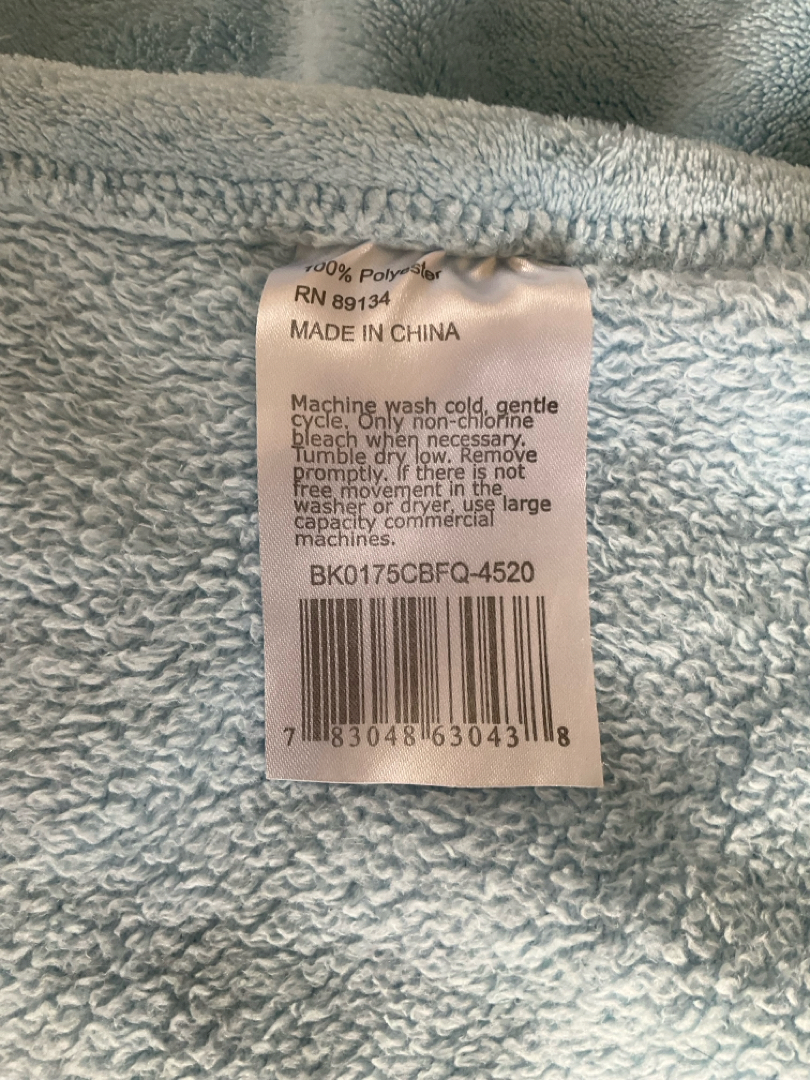 100% Polyester
RN 89134
MADE IN CHINA
Machine wash cold, gentle
cycle. Only non-chlorine
bleach when necessary.
Tumble dry low. Remove
promptly. If there is not
free movement in the
washer or dryer, use large
capacity commercial
machines.
BK0175CBFQ-4520
7 83048 63043 8